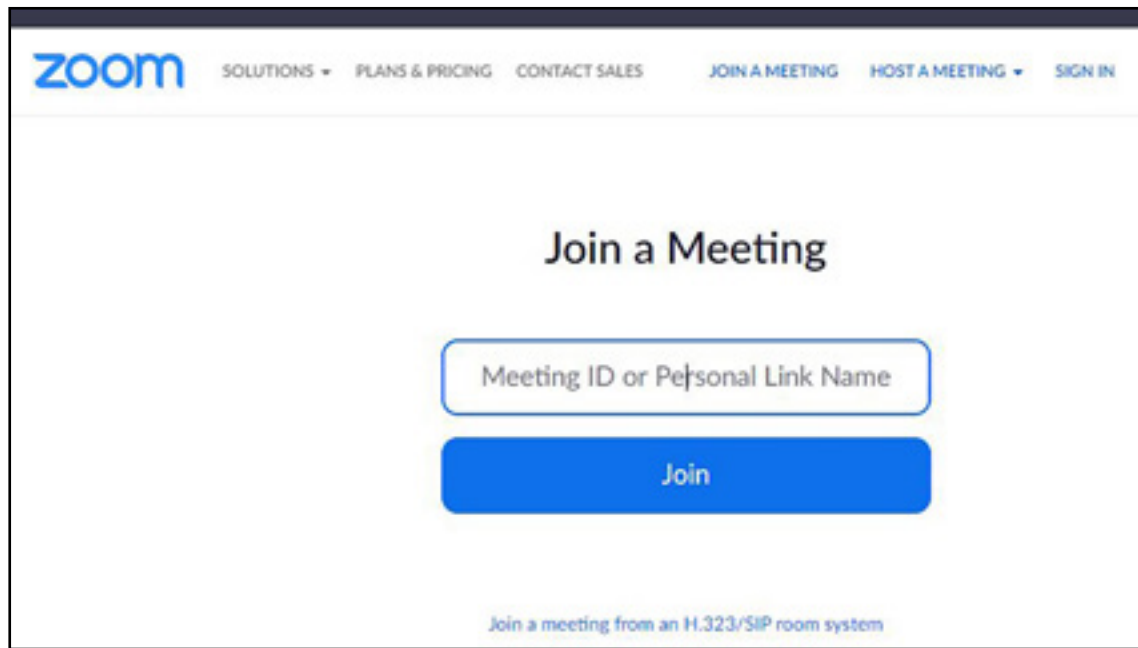 zoom SOLUTIONS PLANS & PRICING CONTACT SALES JOIN A MEETING HOST A MEETING SIGN IN
Join a Meeting
Meeting ID or Personal Link Name
Join
Join a meeting from an H.323/SIP room system